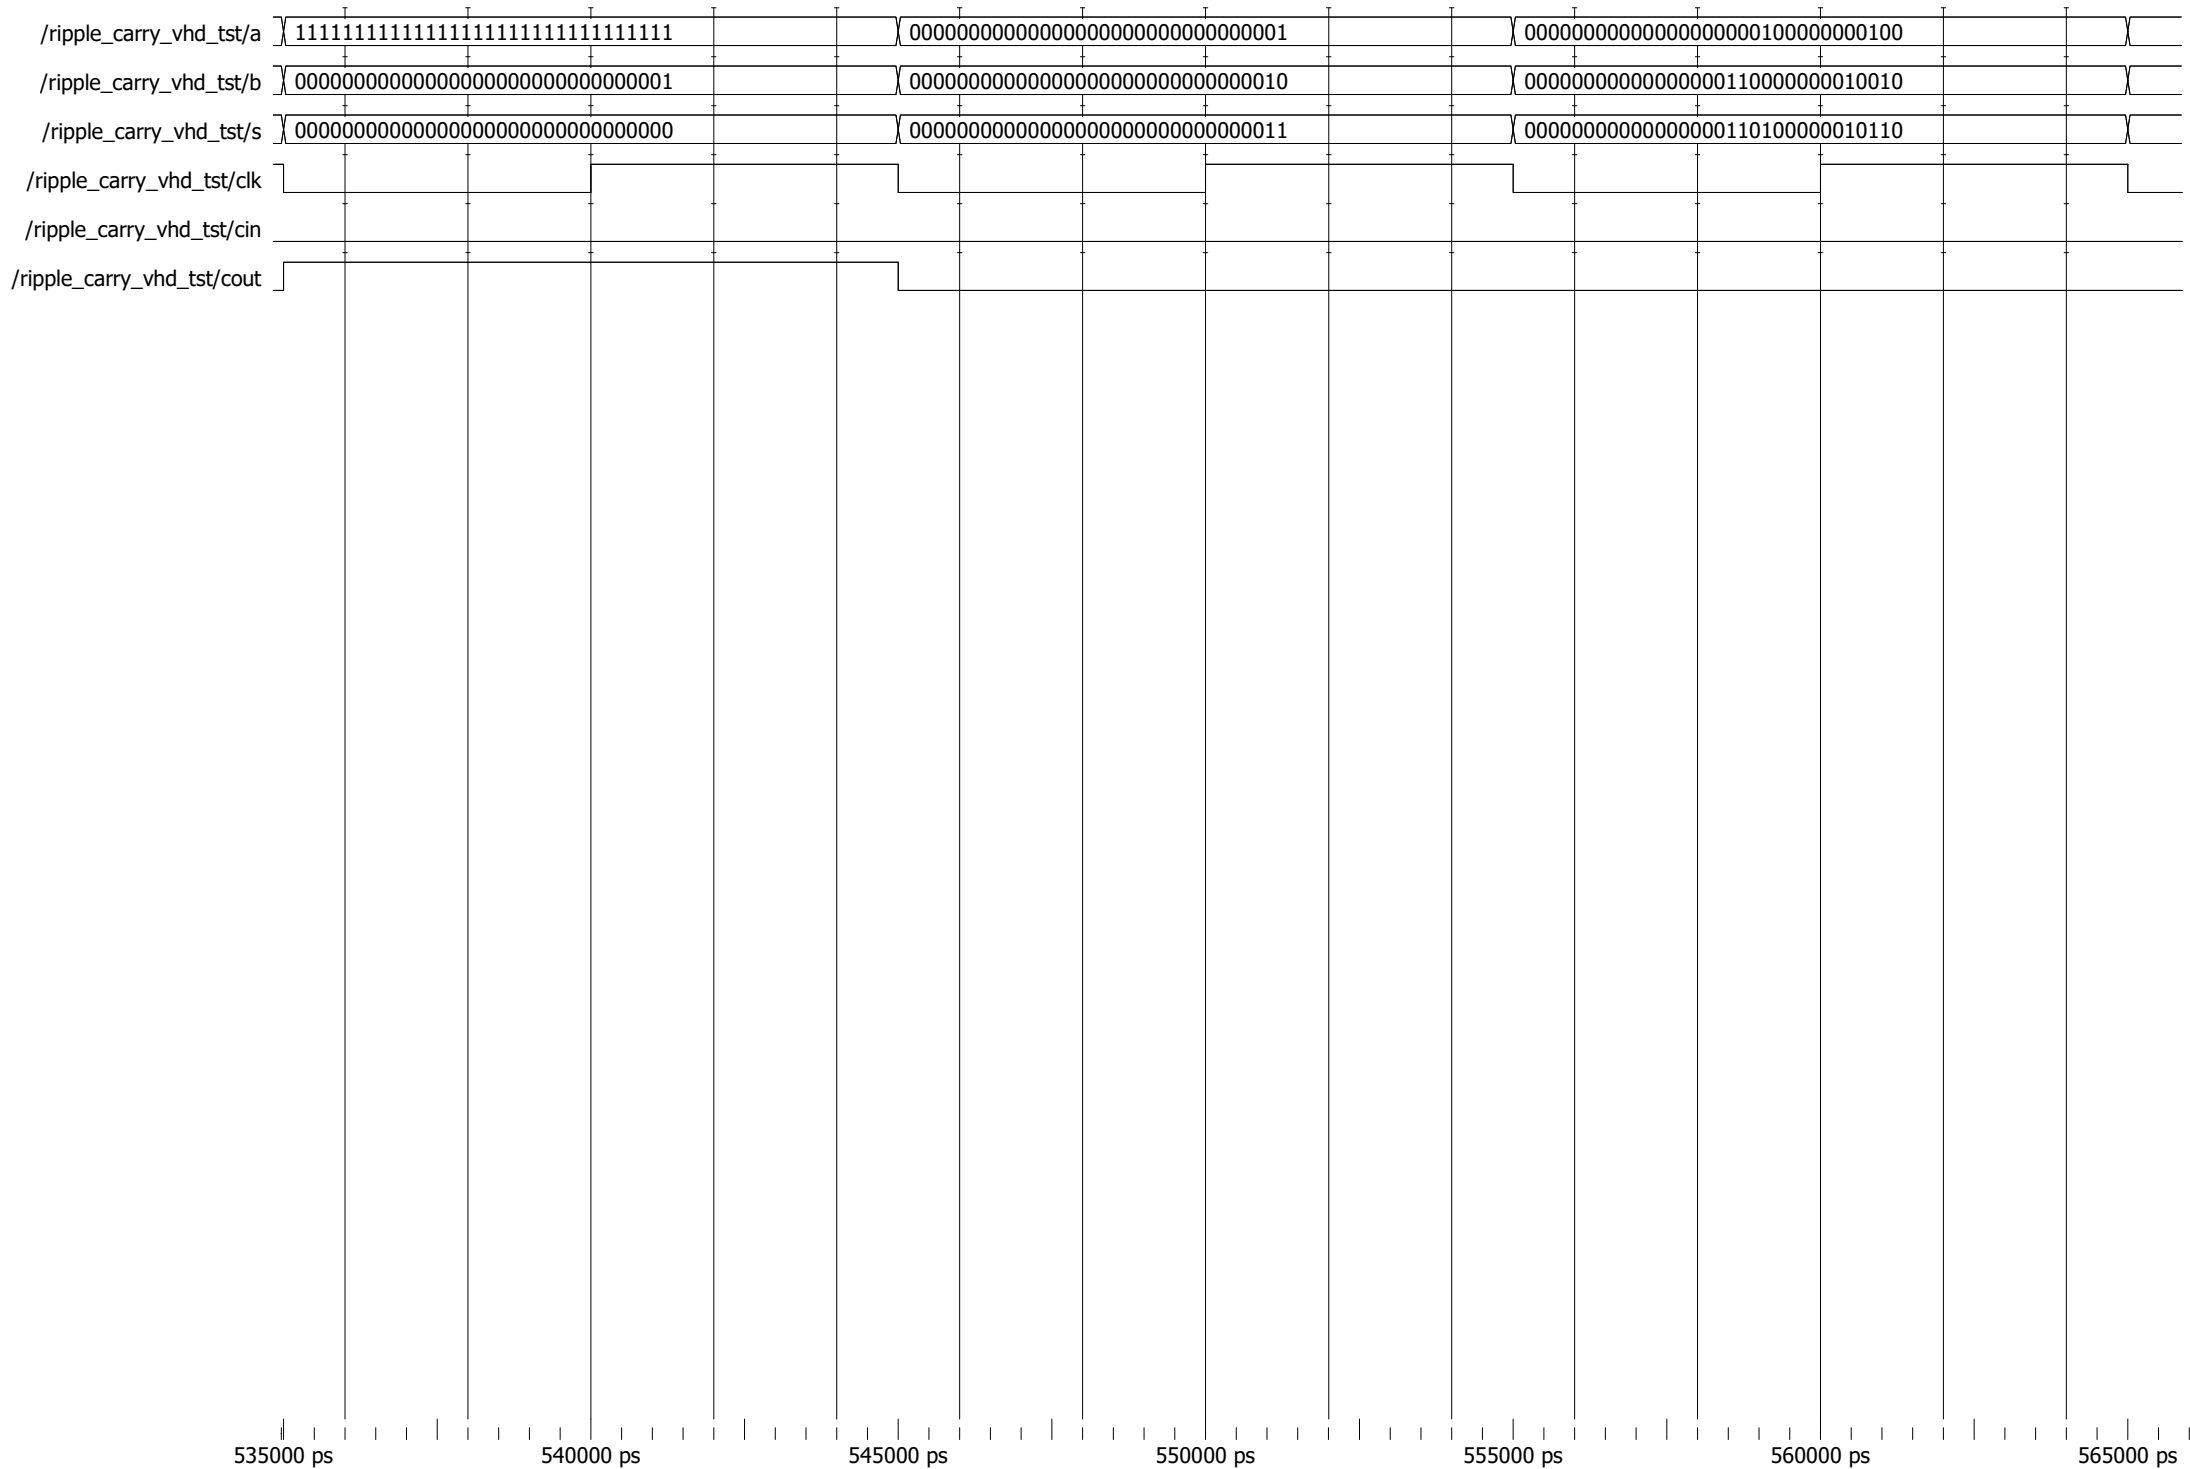 /ripple_carry_vhd_tst/a 11111111111111111111111111111111 00000000000000000000000000000001 00000000000000000000100000000100
/ripple_carry_vhd_tst/b 00000000000000000000000000000001 00000000000000000000000000000010 00000000000000000110000000010010
/ripple_carry_vhd_tst/s 00000000000000000000000000000000 00000000000000000000000000000011 00000000000000000110100000010110
/ripple_carry_vhd_tst/clk
/ripple_carry_vhd_tst/cin
/ripple_carry_vhd_tst/cout
535000 ps 540000 ps 545000 ps 550000 ps 555000 ps 560000 ps 565000 ps